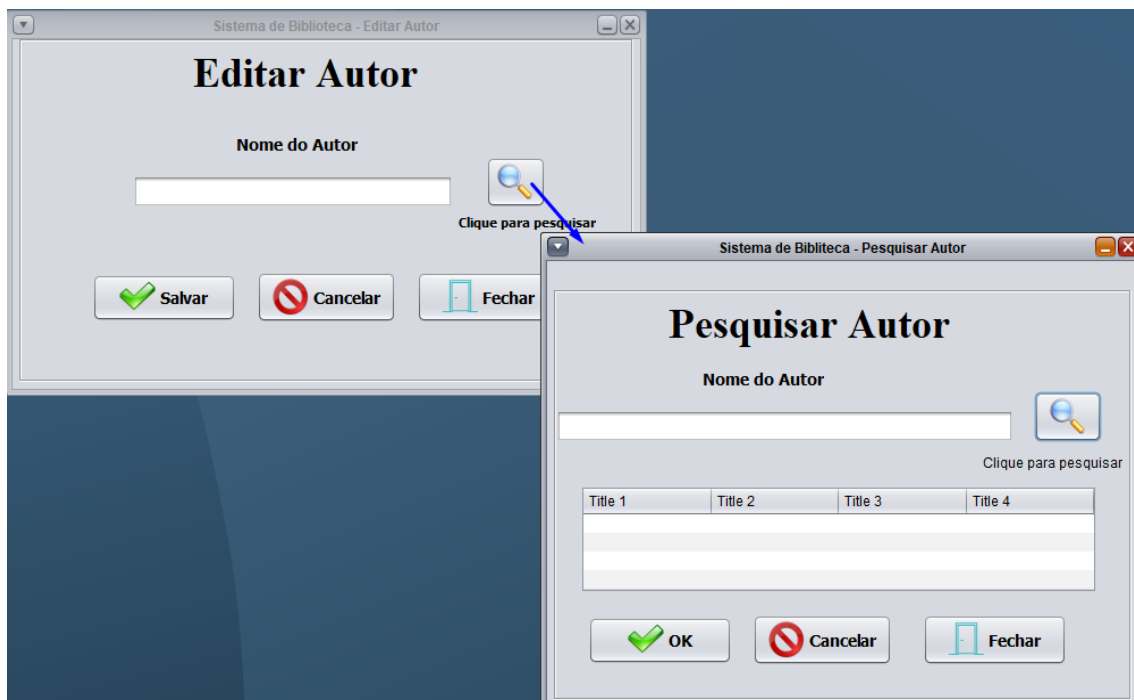 Sistema de Biblioteca - Editar Autor
Editar Autor
Nome do Autor
Clique para pesquisar
Salvar
Cancelar
Fechar
Sistema de Bibliteca - Pesquisar Autor
Pesquisar Autor
Nome do Autor
Clique para pesquisar
Title 1 Title 2 Title 3 Title 4
OK
Cancelar
Fechar